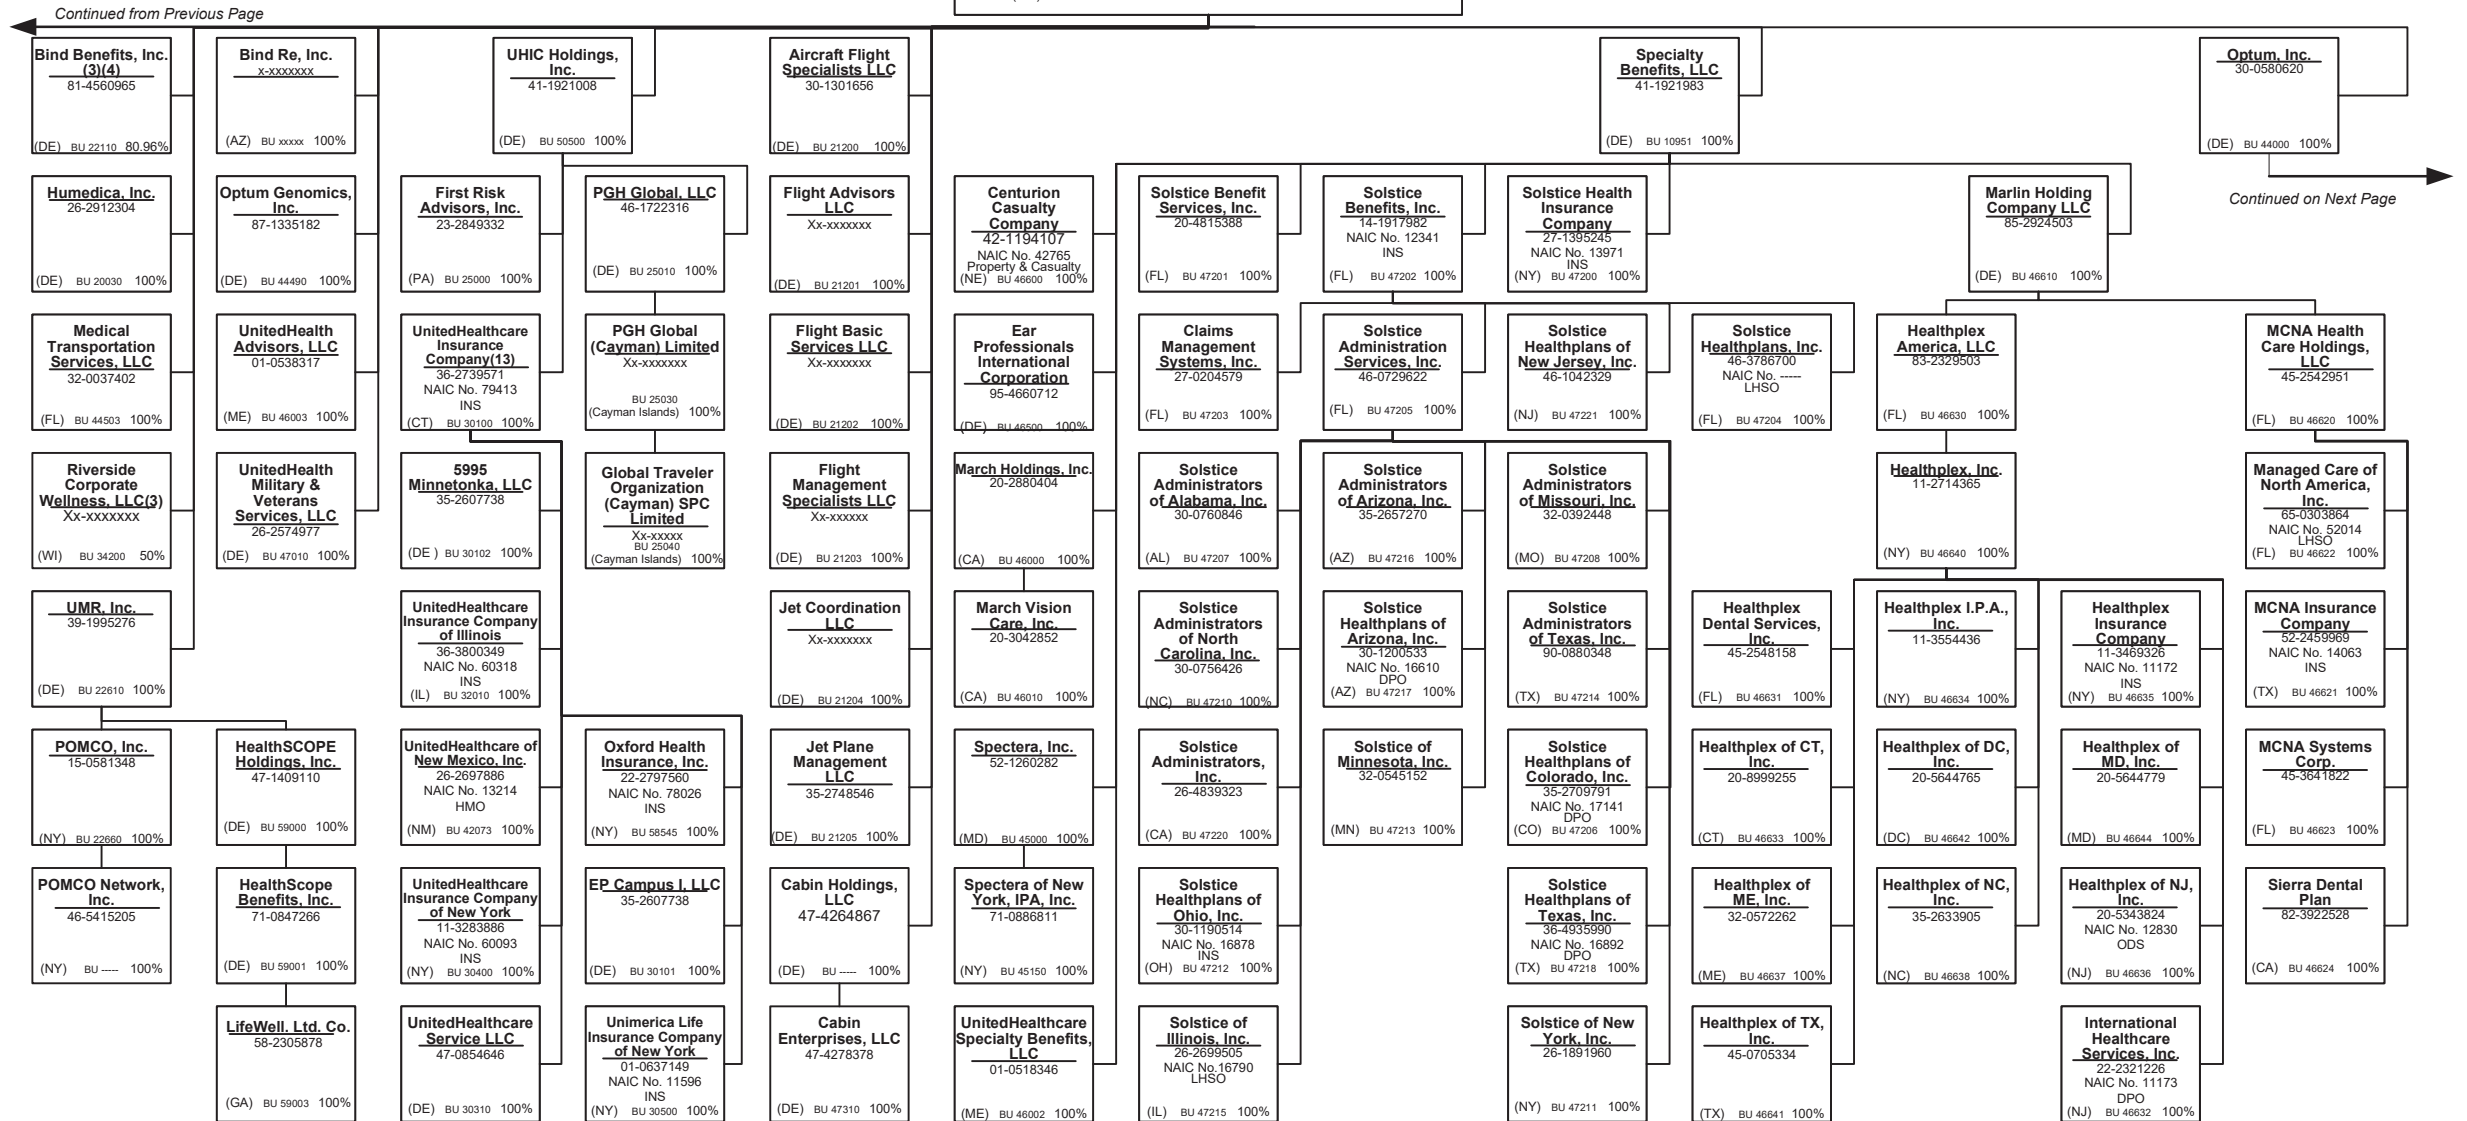 Continued from Previous Page
Bind Benefits, Inc.
(3)(4)
81-4560965
(DE) BU 22110 80.96%
Bind Re, Inc.
x-xxxxxxx
(AZ) BU xxxxx 100%
UHIC Holdings,
Inc.
41-1921008
(DE) BU 50500 100%
Aircraft Flight
Specialists LLC
30-1301656
(DE) BU 21200 100%
Specialty
Benefits, LLC
41-1921983
(DE) BU 10951 100%
Optum, Inc.
30-0580620
(DE) BU 44000 100%
Continued on Next Page
Humedica, Inc.
26-2912304
(DE) BU 20030 100%
Optum Genomics,
Inc.
87-1335182
(DE) BU 44490 100%
First Risk
Advisors, Inc.
23-2849332
(PA) BU 25000 100%
PGH Global, LLC
46-1722316
(DE) BU 25010 100%
Flight Advisors
LLC
Xx-xxxxxxx
(DE) BU 21201 100%
Centurion
Casualty
Company
42-1194107
NAIC No. 42765
Property & Casualty
(NE) BU 46600 100%
Solstice Benefit
Services, Inc.
20-4815388
(FL) BU 47201 100%
Solstice
Benefits, Inc.
14-1917982
NAIC No. 12341
INS
(FL) BU 47202 100%
Solstice Health
Insurance
Company
27-1395245
NAIC No. 13971
INS
(NY) BU 47200 100%
Marlin Holding
Company LLC
85-2924503
(DE) BU 46610 100%
Medical
Transportation
Services, LLC
32-0037402
(FL) BU 44503 100%
UnitedHealth
Advisors, LLC
01-0538317
(ME) BU 46003 100%
UnitedHealthcare
Insurance
Company(13)
36-2739571
NAIC No. 79413
INS
(CT) BU 30100 100%
PGH Global
(Cayman) Limited
Xx-xxxxxxx
BU 25030
(Cayman Islands) 100%
Flight Basic
Services LLC
Xx-xxxxxxx
(DE) BU 21202 100%
Ear
Professionals
International
Corporation
95-4660712
(DE) BU 46500 100%
Claims
Management
Systems, Inc.
27-0204579
(FL) BU 47203 100%
Solstice
Administration
Services, Inc.
46-0729622
(FL) BU 47205 100%
Solstice
Healthplans of
New Jersey, Inc.
46-1042329
(NJ) BU 47221 100%
Solstice
Healthplans, Inc.
46-3786700
NAIC No. -----
LHSO
(FL) BU 47204 100%
Healthplex
America, LLC
83-2329503
(FL) BU 46630 100%
MCNA Health
Care Holdings,
LLC
45-2542951
(FL) BU 46620 100%
Riverside
Corporate
Wellness, LLC(3)
Xx-xxxxxxx
(WI) BU 34200 50%
UnitedHealth
Military &
Veterans
Services, LLC
26-2574977
(DE) BU 47010 100%
5995
Minnetonka, LLC
35-2607738
(DE ) BU 30102 100%
Global Traveler
Organization
(Cayman) SPC
Limited
Xx-xxxxx
BU 25040
(Cayman Islands) 100%
Flight
Management
Specialists LLC
Xx-xxxxxx
(DE) BU 21203 100%
March Holdings, Inc.
20-2880404
(CA) BU 46000 100%
Solstice
Administrators
of Alabama, Inc.
30-0760846
(AL) BU 47207 100%
Solstice
Administrators
of Arizona, Inc.
35-2657270
(AZ) BU 47216 100%
Solstice
Administrators
of Missouri, Inc.
32-0392448
(MO) BU 47208 100%
Healthplex, Inc.
11-2714365
(NY) BU 46640 100%
Managed Care of
North America,
Inc.
65-0303864
NAIC No. 52014
LHSO
(FL) BU 46622 100%
UMR, Inc.
39-1995276
(DE) BU 22610 100%
UnitedHealthcare
Insurance Company
of Illinois
36-3800349
NAIC No. 60318
INS
(IL) BU 32010 100%
Jet Coordination
LLC
Xx-xxxxxxx
(DE) BU 21204 100%
March Vision
Care, Inc.
20-3042852
(CA) BU 46010 100%
Solstice
Administrators
of North
Carolina, Inc.
30-0756426
(NC) BU 47210 100%
Solstice
Healthplans of
Arizona, Inc.
30-1200533
NAIC No. 16610
DPO
(AZ) BU 47217 100%
Solstice
Administrators
of Texas, Inc.
90-0880348
(TX) BU 47214 100%
Healthplex
Dental Services,
Inc.
45-2548158
(FL) BU 46631 100%
Healthplex I.P.A.,
Inc.
11-3554436
(NY) BU 46634 100%
Healthplex
Insurance
Company
11-3469326
NAIC No. 11172
INS
(NY) BU 46635 100%
MCNA Insurance
Company
52-2459969
NAIC No. 14063
INS
(TX) BU 46621 100%
POMCO, Inc.
15-0581348
(NY) BU 22660 100%
HealthSCOPE
Holdings, Inc.
47-1409110
(DE) BU 59000 100%
UnitedHealthcare of
New Mexico, Inc.
26-2697886
NAIC No. 13214
HMO
(NM) BU 42073 100%
Oxford Health
Insurance, Inc.
22-2797560
NAIC No. 78026
INS
(NY) BU 58545 100%
Jet Plane
Management
LLC
35-2748546
(DE) BU 21205 100%
Spectera, Inc.
52-1260282
(MD) BU 45000 100%
Solstice
Administrators,
Inc.
26-4839323
(CA) BU 47220 100%
Solstice of
Minnesota, Inc.
32-0545152
(MN) BU 47213 100%
Solstice
Healthplans of
Colorado, Inc.
35-2709791
NAIC No. 17141
DPO
(CO) BU 47206 100%
Healthplex of CT,
Inc.
20-8999255
(CT) BU 46633 100%
Healthplex of DC,
Inc.
20-5644765
(DC) BU 46642 100%
Healthplex of
MD, Inc.
20-5644779
(MD) BU 46644 100%
MCNA Systems
Corp.
45-3641822
(FL) BU 46623 100%
POMCO Network,
Inc.
46-5415205
(NY) BU ----- 100%
HealthScope
Benefits, Inc.
71-0847266
(DE) BU 59001 100%
UnitedHealthcare
Insurance Company
of New York
11-3283886
NAIC No. 60093
INS
(NY) BU 30400 100%
EP Campus I, LLC
35-2607738
(DE) BU 30101 100%
Cabin Holdings,
LLC
47-4264867
(DE) BU ----- 100%
Spectera of New
York, IPA, Inc.
71-0886811
(NY) BU 45150 100%
Solstice
Healthplans of
Ohio, Inc.
30-1190514
NAIC No. 16878
INS
(OH) BU 47212 100%
Solstice
Healthplans of
Texas, Inc.
36-4935990
NAIC No. 16892
DPO
(TX) BU 47218 100%
Healthplex of
ME, Inc.
32-0572262
(ME) BU 46637 100%
Healthplex of NC,
Inc.
35-2633905
(NC) BU 46638 100%
Healthplex of NJ,
Inc.
20-5343824
NAIC No. 12830
ODS
(NJ) BU 46636 100%
Sierra Dental
Plan
82-3922528
(CA) BU 46624 100%
LifeWell. Ltd. Co.
58-2305878
(GA) BU 59003 100%
UnitedHealthcare
Service LLC
47-0854646
(DE) BU 30310 100%
Unimerica Life
Insurance Company
of New York
01-0637149
NAIC No. 11596
INS
(NY) BU 30500 100%
Cabin
Enterprises, LLC
47-4278378
(DE) BU 47310 100%
UnitedHealthcare
Specialty Benefits,
LLC
01-0518346
(ME) BU 46002 100%
Solstice of
Illinois, Inc.
26-2699505
NAIC No.16790
LHSO
(IL) BU 47215 100%
Solstice of New
York, Inc.
26-1891960
(NY) BU 47211 100%
Healthplex of TX,
Inc.
45-0705334
(TX) BU 46641 100%
International
Healthcare
Services, Inc.
22-2321226
NAIC No. 11173
DPO
(NJ) BU 46632 100%